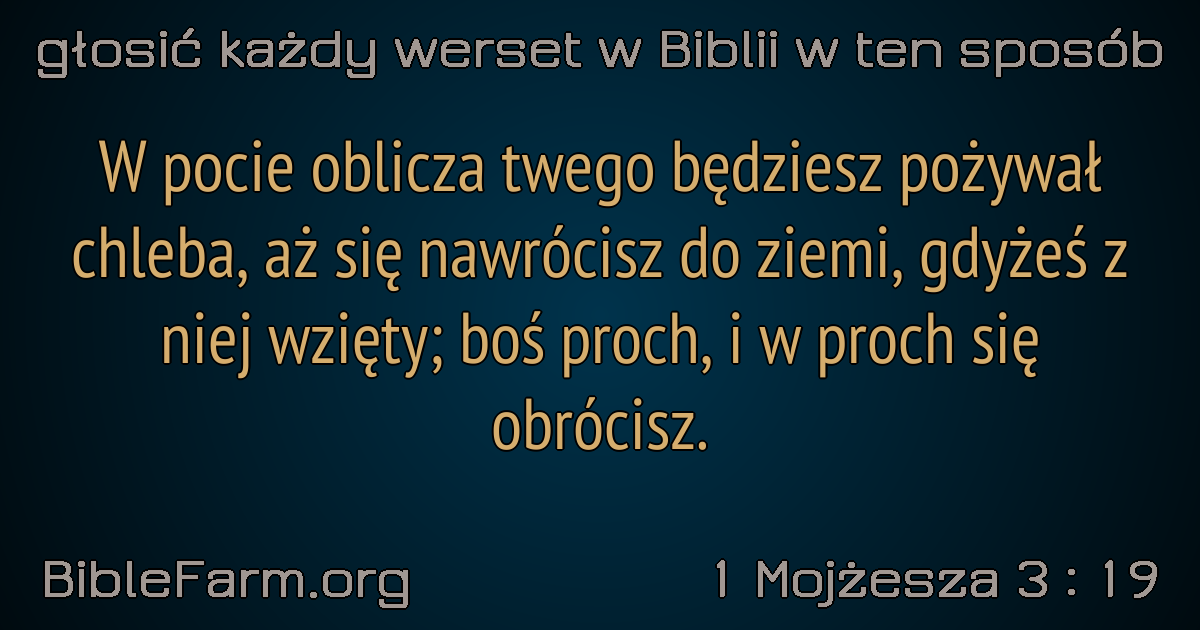 głosić każdy werset w Biblii w ten sposób
W pocie oblicza twego będziesz pożywał
chleba, aż się nawrócisz do ziemi, gdyżeś z
niej wzięty; boś proch, i w proch się
obrócisz.
BibleFarm.org
1 Mojżesza 3 : 19